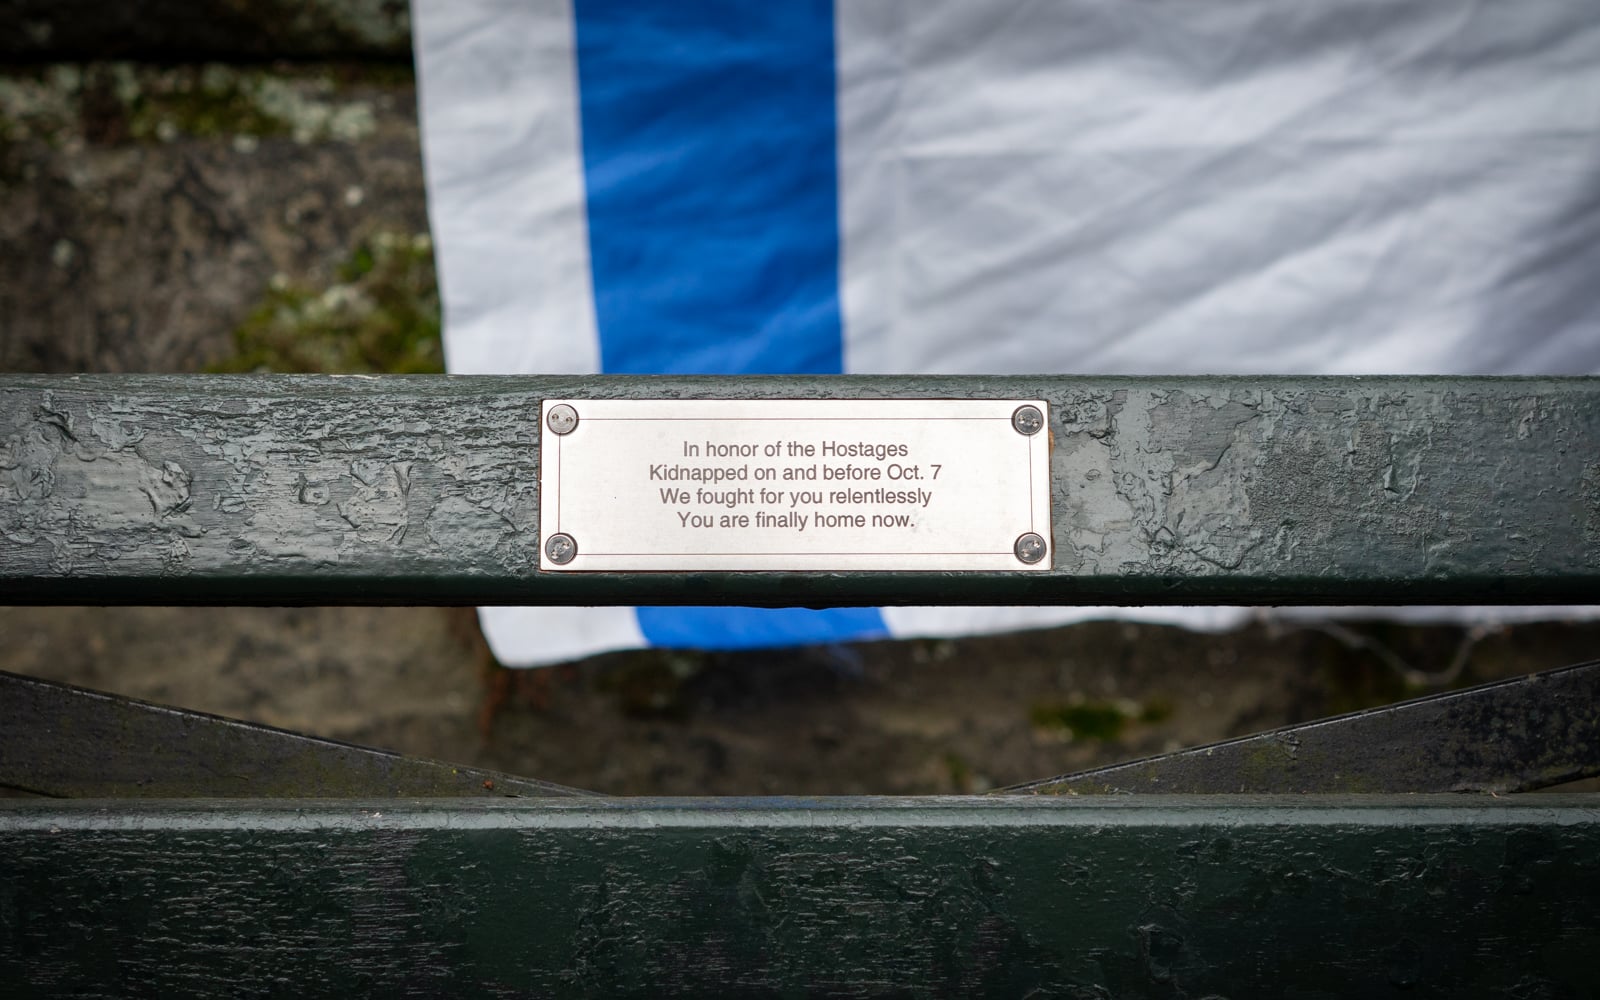 In honor of the Hostages
Kidnapped on and before Oct. 7
We fought for you relentlessly
You are finally home now.